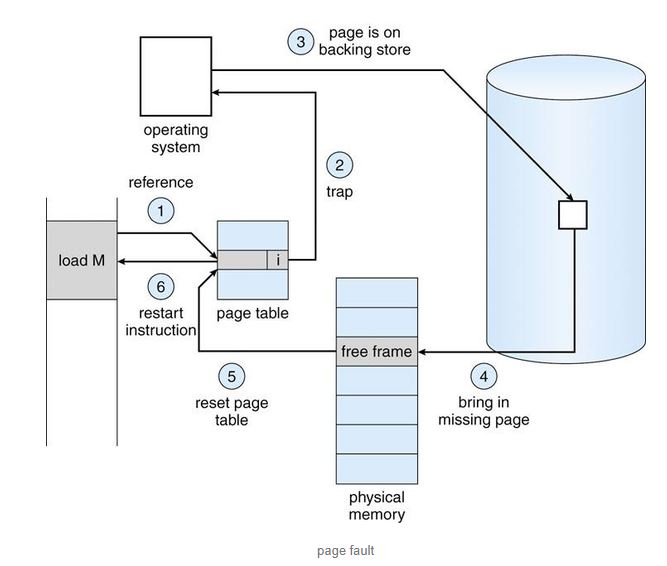 3
page is on
backing store
operating
system
2
trap
reference
1
load M
i
6
restart
instruction
page table
free frame
5
reset page
table
4
bring in
missing page
physical
memory
page fault